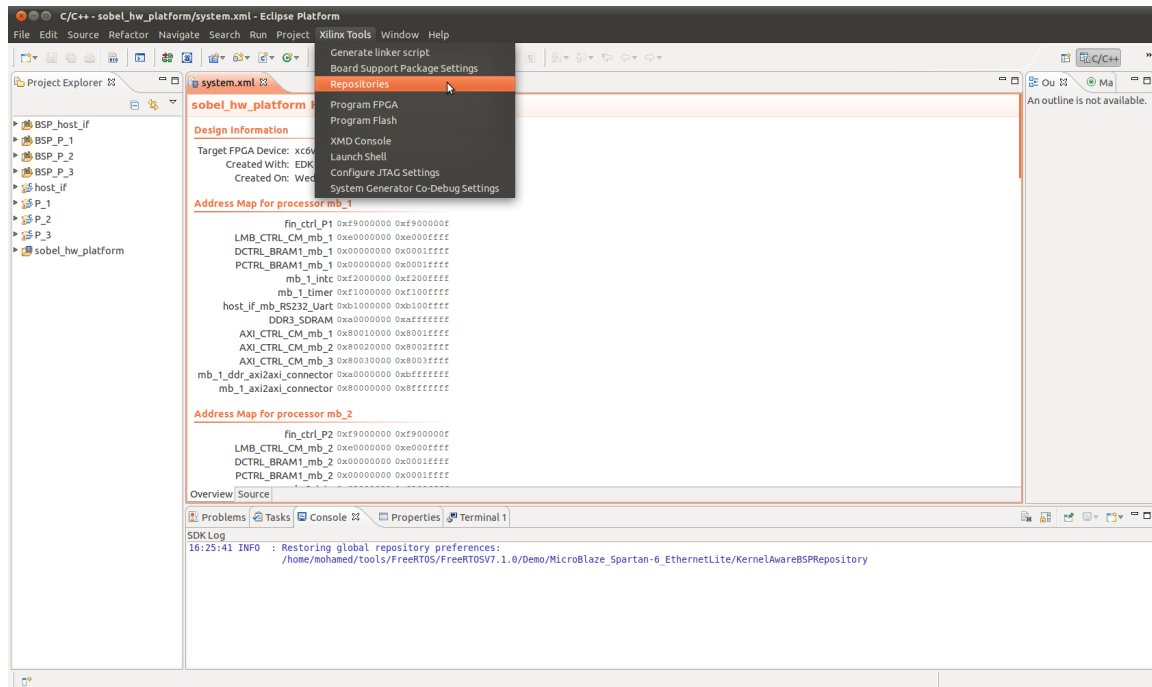 C/C++ - sobel_hw_platform/system.xml - Eclipse Platform
File Edit Source Refactor Navigate Search Run Project Xilinx Tools Window Help
Generate linker script
Board Support Package Settings
Repositories
Program FPGA
Program Flash
XMD Console
Launch Shell
Configure JTAG Settings
System Generator Co-Debug Settings
C/C++
Project Explorer
BSP_host_if
BSP_P_1
BSP_P_2
BSP_P_3
host_if
P_1
P_2
P_3
sobel_hw_platform
system.xml
sobel_hw_platform
Design Information
Target FPGA Device: xc6v
Created With: EDK
Created On: Wed
Address Map for processor mb_1
fin_ctrl_P1 0xf9000000 0xf900000f
LMB_CTRL_CM_mb_1 0xe0000000 0xe000ffff
DCTRL_BRAM1_mb_1 0x00000000 0x0001ffff
PCTRL_BRAM1_mb_1 0x00000000 0x0001ffff
mb_1_intc 0xf2000000 0xf200ffff
mb_1_timer 0xf1000000 0xf100ffff
host_if_mb_RS232_Uart 0xb1000000 0xb100ffff
DDR3_SDRAM 0xa0000000 0xafffffff
AXI_CTRL_CM_mb_1 0x80010000 0x8001ffff
AXI_CTRL_CM_mb_2 0x80020000 0x8002ffff
AXI_CTRL_CM_mb_3 0x80030000 0x8003ffff
mb_1_ddr_axi2axi_connector 0xa0000000 0xbfffffff
mb_1_axi2axi_connector 0x80000000 0x8fffffff
Address Map for processor mb_2
fin_ctrl_P2 0xf9000000 0xf900000f
LMB_CTRL_CM_mb_2 0xe0000000 0xe000ffff
DCTRL_BRAM1_mb_2 0x00000000 0x0001ffff
PCTRL_BRAM1_mb_2 0x00000000 0x0001ffff
Overview Source
Ou Ma
An outline is not available.
Problems Tasks Console Properties Terminal 1
SDK Log
16:25:41 INFO : Restoring global repository preferences:
/home/mohamed/tools/FreeRTOS/FreeRTOSV7.1.0/Demo/MicroBlaze_Spartan-6_EthernetLite/KernelAwareBSPRepository